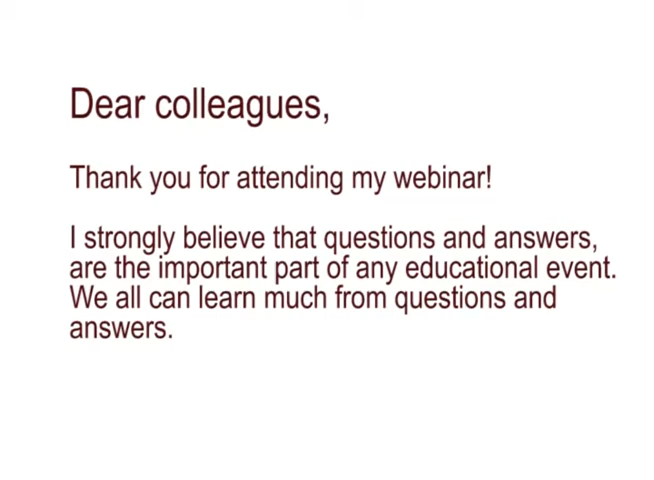 Dear colleagues,
Thank you for attending my webinar!
I strongly believe that questions and answers,
are the important part of any educational event.
We all can learn much from questions and
answers.